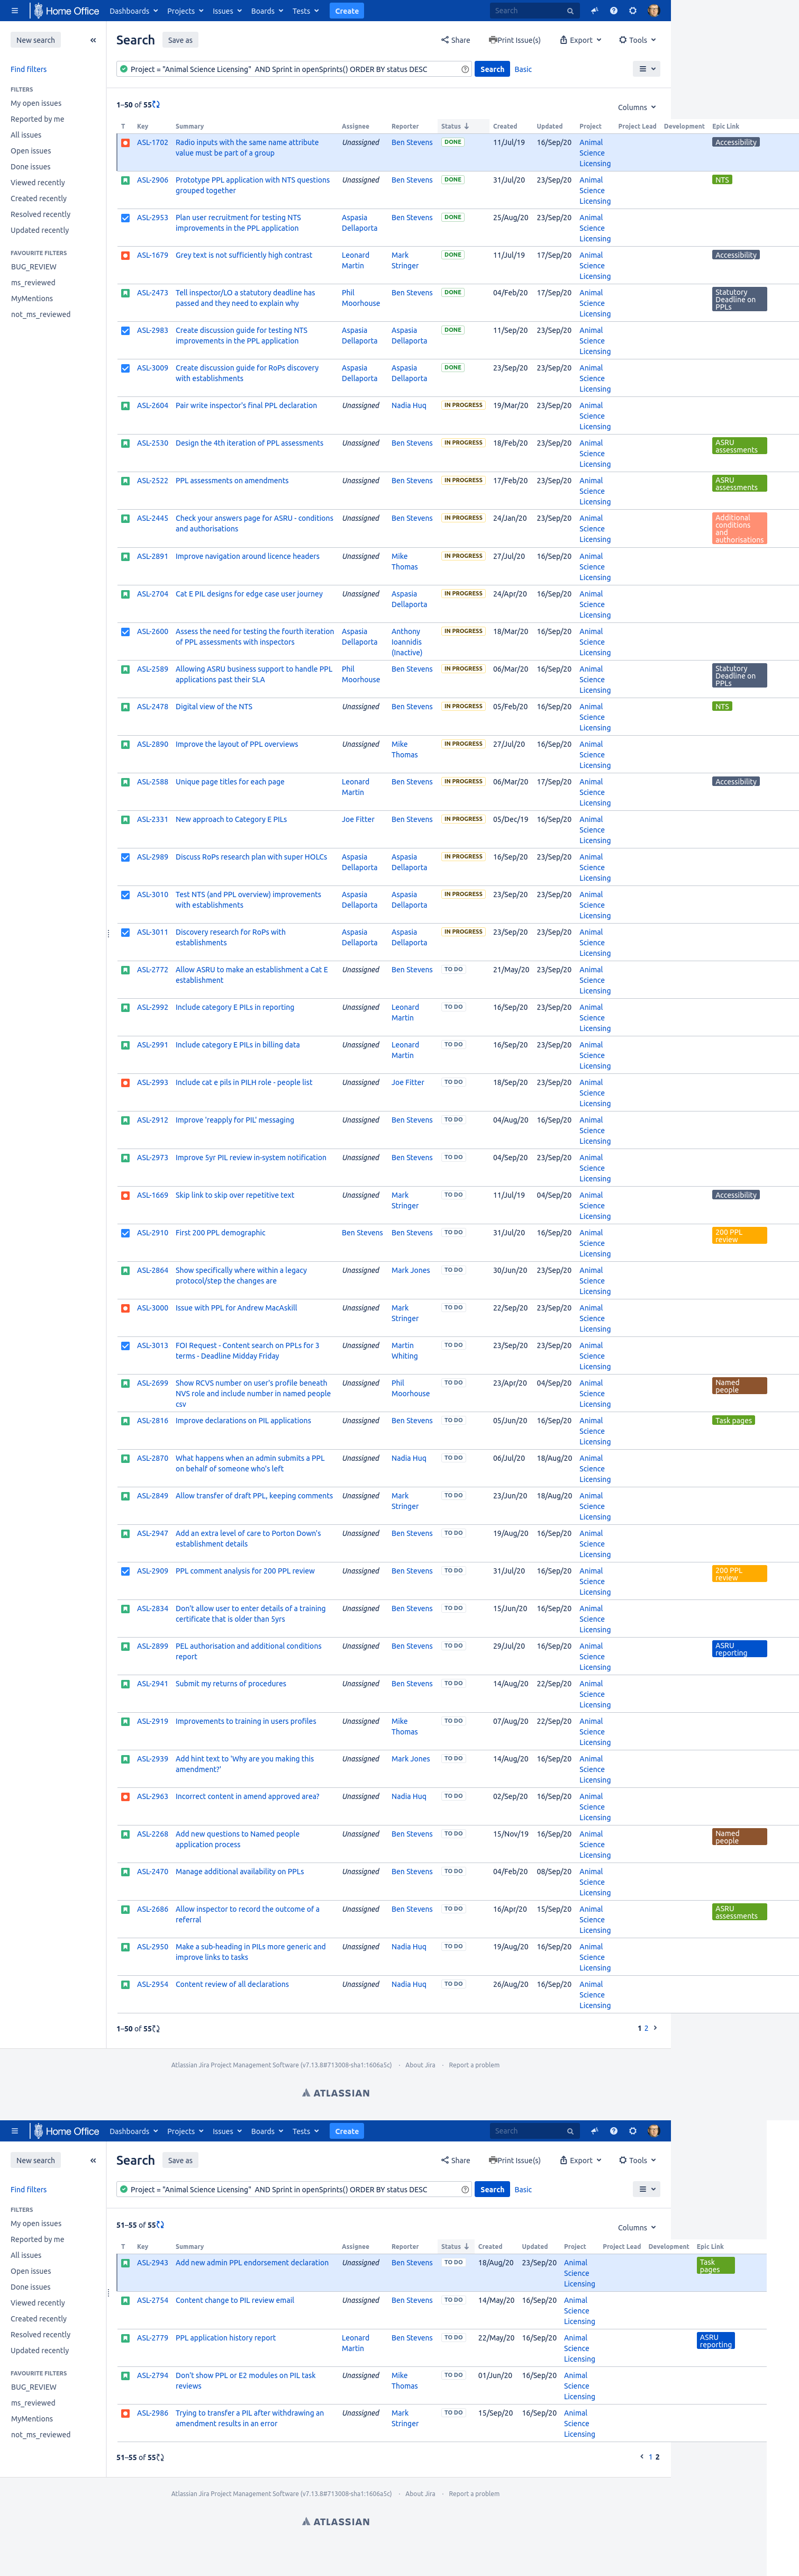 Home Office Dashboards Projects Issues Boards Tests Create Search
New search
Search Save as Share Print Issue(s) Export Tools
Find filters
Project = "Animal Science Licensing" AND Sprint in openSprints() ORDER BY status DESC Search Basic
FILTERS
My open issues
Reported by me
All issues
Open issues
Done issues
Viewed recently
Created recently
Resolved recently
Updated recently
FAVOURITE FILTERS
BUG_REVIEW
ms_reviewed
MyMentions
not_ms_reviewed
1–50 of 55
Columns
T Key Summary Assignee Reporter Status Created Updated Project Project Lead Development Epic Link
ASL-1702 Radio inputs with the same name attribute value must be part of a group Unassigned Ben Stevens DONE 11/Jul/19 16/Sep/20 Animal Science Licensing Accessibility
ASL-2906 Prototype PPL application with NTS questions grouped together Unassigned Ben Stevens DONE 31/Jul/20 23/Sep/20 Animal Science Licensing NTS
ASL-2953 Plan user recruitment for testing NTS improvements in the PPL application Aspasia Dellaporta Ben Stevens DONE 25/Aug/20 23/Sep/20 Animal Science Licensing
ASL-1679 Grey text is not sufficiently high contrast Leonard Martin Mark Stringer DONE 11/Jul/19 17/Sep/20 Animal Science Licensing Accessibility
ASL-2473 Tell inspector/LO a statutory deadline has passed and they need to explain why Phil Moorhouse Ben Stevens DONE 04/Feb/20 17/Sep/20 Animal Science Licensing Statutory Deadline on PPLs
ASL-2983 Create discussion guide for testing NTS improvements in the PPL application Aspasia Dellaporta Aspasia Dellaporta DONE 11/Sep/20 23/Sep/20 Animal Science Licensing
ASL-3009 Create discussion guide for RoPs discovery with establishments Aspasia Dellaporta Aspasia Dellaporta DONE 23/Sep/20 23/Sep/20 Animal Science Licensing
ASL-2604 Pair write inspector's final PPL declaration Unassigned Nadia Huq IN PROGRESS 19/Mar/20 23/Sep/20 Animal Science Licensing
ASL-2530 Design the 4th iteration of PPL assessments Unassigned Ben Stevens IN PROGRESS 18/Feb/20 23/Sep/20 Animal Science Licensing ASRU assessments
ASL-2522 PPL assessments on amendments Unassigned Ben Stevens IN PROGRESS 17/Feb/20 23/Sep/20 Animal Science Licensing ASRU assessments
ASL-2445 Check your answers page for ASRU - conditions and authorisations Unassigned Ben Stevens IN PROGRESS 24/Jan/20 23/Sep/20 Animal Science Licensing Additional conditions and authorisations
ASL-2891 Improve navigation around licence headers Unassigned Mike Thomas IN PROGRESS 27/Jul/20 16/Sep/20 Animal Science Licensing
ASL-2704 Cat E PIL designs for edge case user journey Unassigned Aspasia Dellaporta IN PROGRESS 24/Apr/20 16/Sep/20 Animal Science Licensing
ASL-2600 Assess the need for testing the fourth iteration of PPL assessments with inspectors Aspasia Dellaporta Anthony Ioannidis (Inactive) IN PROGRESS 18/Mar/20 16/Sep/20 Animal Science Licensing
ASL-2589 Allowing ASRU business support to handle PPL applications past their SLA Phil Moorhouse Ben Stevens IN PROGRESS 06/Mar/20 16/Sep/20 Animal Science Licensing Statutory Deadline on PPLs
ASL-2478 Digital view of the NTS Unassigned Ben Stevens IN PROGRESS 05/Feb/20 16/Sep/20 Animal Science Licensing NTS
ASL-2890 Improve the layout of PPL overviews Unassigned Mike Thomas IN PROGRESS 27/Jul/20 16/Sep/20 Animal Science Licensing
ASL-2588 Unique page titles for each page Leonard Martin Ben Stevens IN PROGRESS 06/Mar/20 17/Sep/20 Animal Science Licensing Accessibility
ASL-2331 New approach to Category E PILs Joe Fitter Ben Stevens IN PROGRESS 05/Dec/19 16/Sep/20 Animal Science Licensing
ASL-2989 Discuss RoPs research plan with super HOLCs Aspasia Dellaporta Aspasia Dellaporta IN PROGRESS 16/Sep/20 23/Sep/20 Animal Science Licensing
ASL-3010 Test NTS (and PPL overview) improvements with establishments Aspasia Dellaporta Aspasia Dellaporta IN PROGRESS 23/Sep/20 23/Sep/20 Animal Science Licensing
ASL-3011 Discovery research for RoPs with establishments Aspasia Dellaporta Aspasia Dellaporta IN PROGRESS 23/Sep/20 23/Sep/20 Animal Science Licensing
ASL-2772 Allow ASRU to make an establishment a Cat E establishment Unassigned Ben Stevens TO DO 21/May/20 23/Sep/20 Animal Science Licensing
ASL-2992 Include category E PILs in reporting Unassigned Leonard Martin TO DO 16/Sep/20 23/Sep/20 Animal Science Licensing
ASL-2991 Include category E PILs in billing data Unassigned Leonard Martin TO DO 16/Sep/20 23/Sep/20 Animal Science Licensing
ASL-2993 Include cat e pils in PILH role - people list Unassigned Joe Fitter TO DO 18/Sep/20 23/Sep/20 Animal Science Licensing
ASL-2912 Improve 'reapply for PIL' messaging Unassigned Ben Stevens TO DO 04/Aug/20 16/Sep/20 Animal Science Licensing
ASL-2973 Improve 5yr PIL review in-system notification Unassigned Ben Stevens TO DO 04/Sep/20 23/Sep/20 Animal Science Licensing
ASL-1669 Skip link to skip over repetitive text Unassigned Mark Stringer TO DO 11/Jul/19 04/Sep/20 Animal Science Licensing Accessibility
ASL-2910 First 200 PPL demographic Ben Stevens Ben Stevens TO DO 31/Jul/20 16/Sep/20 Animal Science Licensing 200 PPL review
ASL-2864 Show specifically where within a legacy protocol/step the changes are Unassigned Mark Jones TO DO 30/Jun/20 23/Sep/20 Animal Science Licensing
ASL-3000 Issue with PPL for Andrew MacAskill Unassigned Mark Stringer TO DO 22/Sep/20 23/Sep/20 Animal Science Licensing
ASL-3013 FOI Request - Content search on PPLs for 3 terms - Deadline Midday Friday Unassigned Martin Whiting TO DO 23/Sep/20 23/Sep/20 Animal Science Licensing
ASL-2699 Show RCVS number on user's profile beneath NVS role and include number in named people csv Unassigned Phil Moorhouse TO DO 23/Apr/20 04/Sep/20 Animal Science Licensing Named people
ASL-2816 Improve declarations on PIL applications Unassigned Ben Stevens TO DO 05/Jun/20 16/Sep/20 Animal Science Licensing Task pages
ASL-2870 What happens when an admin submits a PPL on behalf of someone who's left Unassigned Nadia Huq TO DO 06/Jul/20 18/Aug/20 Animal Science Licensing
ASL-2849 Allow transfer of draft PPL, keeping comments Unassigned Mark Stringer TO DO 23/Jun/20 18/Aug/20 Animal Science Licensing
ASL-2947 Add an extra level of care to Porton Down's establishment details Unassigned Ben Stevens TO DO 19/Aug/20 16/Sep/20 Animal Science Licensing
ASL-2909 PPL comment analysis for 200 PPL review Unassigned Ben Stevens TO DO 31/Jul/20 16/Sep/20 Animal Science Licensing 200 PPL review
ASL-2834 Don't allow user to enter details of a training certificate that is older than 5yrs Unassigned Ben Stevens TO DO 15/Jun/20 16/Sep/20 Animal Science Licensing
ASL-2899 PEL authorisation and additional conditions report Unassigned Ben Stevens TO DO 29/Jul/20 16/Sep/20 Animal Science Licensing ASRU reporting
ASL-2941 Submit my returns of procedures Unassigned Ben Stevens TO DO 14/Aug/20 22/Sep/20 Animal Science Licensing
ASL-2919 Improvements to training in users profiles Unassigned Mike Thomas TO DO 07/Aug/20 22/Sep/20 Animal Science Licensing
ASL-2939 Add hint text to 'Why are you making this amendment?' Unassigned Mark Jones TO DO 14/Aug/20 16/Sep/20 Animal Science Licensing
ASL-2963 Incorrect content in amend approved area? Unassigned Nadia Huq TO DO 02/Sep/20 16/Sep/20 Animal Science Licensing
ASL-2268 Add new questions to Named people application process Unassigned Ben Stevens TO DO 15/Nov/19 16/Sep/20 Animal Science Licensing Named people
ASL-2470 Manage additional availability on PPLs Unassigned Ben Stevens TO DO 04/Feb/20 08/Sep/20 Animal Science Licensing
ASL-2686 Allow inspector to record the outcome of a referral Unassigned Ben Stevens TO DO 16/Apr/20 15/Sep/20 Animal Science Licensing ASRU assessments
ASL-2950 Make a sub-heading in PILs more generic and improve links to tasks Unassigned Nadia Huq TO DO 19/Aug/20 16/Sep/20 Animal Science Licensing
ASL-2954 Content review of all declarations Unassigned Nadia Huq TO DO 26/Aug/20 16/Sep/20 Animal Science Licensing
1–50 of 55 1 2
Atlassian Jira Project Management Software (v7.13.8#713008-sha1:1606a5c) · About Jira · Report a problem
ATLASSIAN
Home Office Dashboards Projects Issues Boards Tests Create Search
New search
Search Save as Share Print Issue(s) Export Tools
Find filters
Project = "Animal Science Licensing" AND Sprint in openSprints() ORDER BY status DESC Search Basic
FILTERS
My open issues
Reported by me
All issues
Open issues
Done issues
Viewed recently
Created recently
Resolved recently
Updated recently
FAVOURITE FILTERS
BUG_REVIEW
ms_reviewed
MyMentions
not_ms_reviewed
51–55 of 55
Columns
T Key Summary Assignee Reporter Status Created Updated Project Project Lead Development Epic Link
ASL-2943 Add new admin PPL endorsement declaration Unassigned Ben Stevens TO DO 18/Aug/20 23/Sep/20 Animal Science Licensing Task pages
ASL-2754 Content change to PIL review email Unassigned Ben Stevens TO DO 14/May/20 16/Sep/20 Animal Science Licensing
ASL-2779 PPL application history report Leonard Martin Ben Stevens TO DO 22/May/20 16/Sep/20 Animal Science Licensing ASRU reporting
ASL-2794 Don't show PPL or E2 modules on PIL task reviews Unassigned Mike Thomas TO DO 01/Jun/20 16/Sep/20 Animal Science Licensing
ASL-2986 Trying to transfer a PIL after withdrawing an amendment results in an error Unassigned Mark Stringer TO DO 15/Sep/20 16/Sep/20 Animal Science Licensing
51–55 of 55 1 2
Atlassian Jira Project Management Software (v7.13.8#713008-sha1:1606a5c) · About Jira · Report a problem
ATLASSIAN